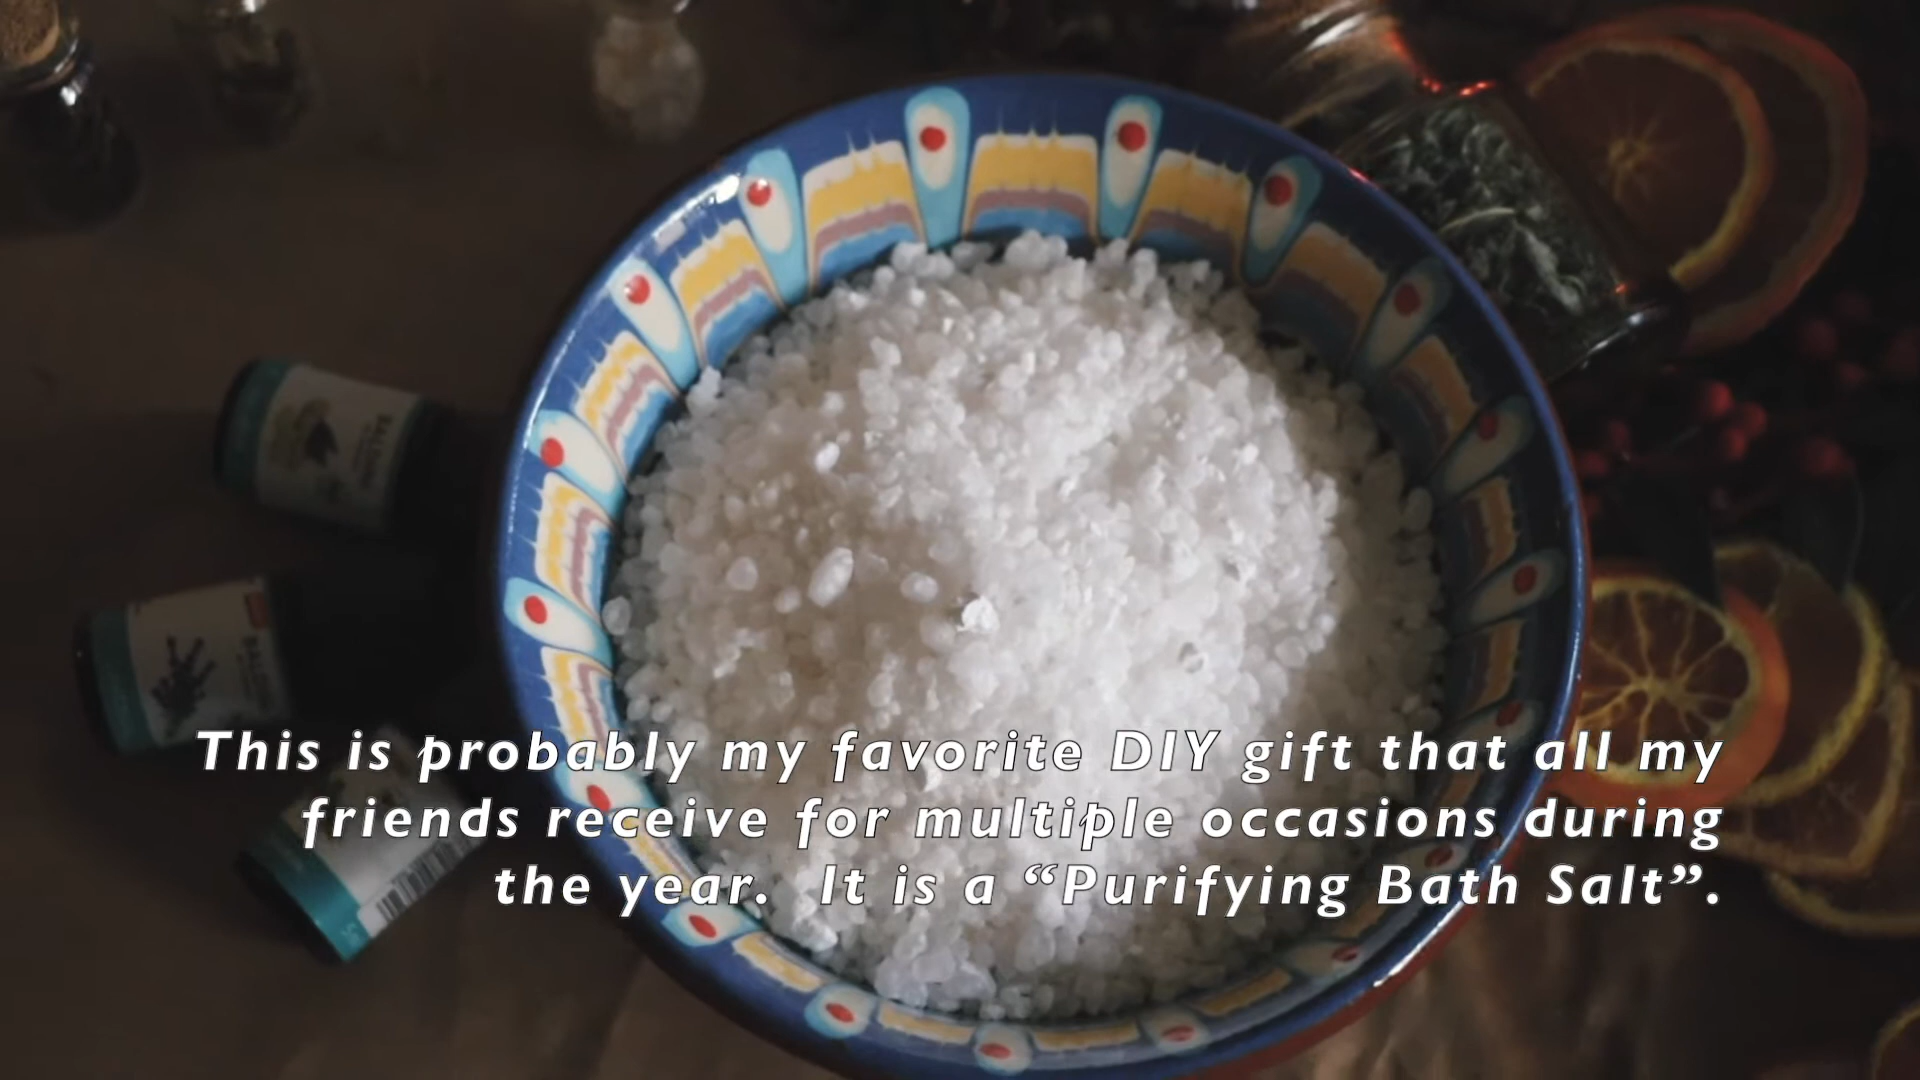 This is probably my favorite DIY gift that all my
friends receive for multiple occasions during
the year.  It is a “Purifying Bath Salt”.